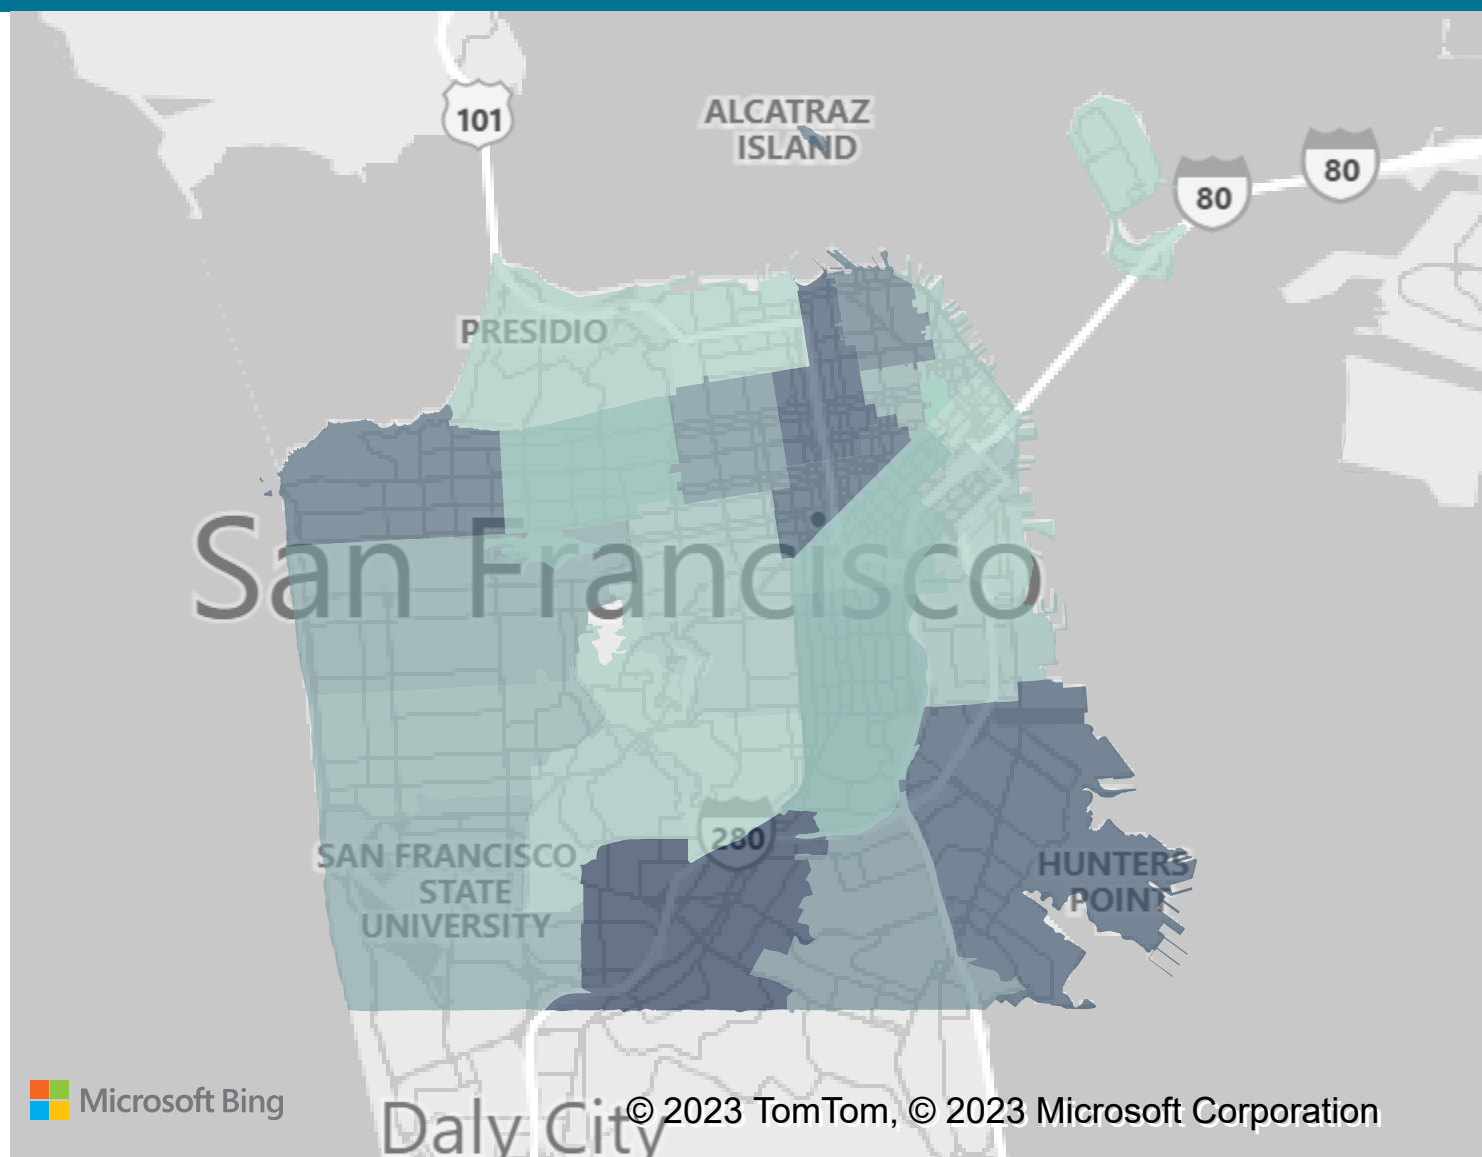 101
ALCATRAZ
ISLAND
80
80
PRESIDIO
San Francisco
280
SAN FRANCISCO
STATE
UNIVERSITY
HUNTERS
POINT
Microsoft Bing
© 2023 TomTom, © 2023 Microsoft Corporation
Daly City